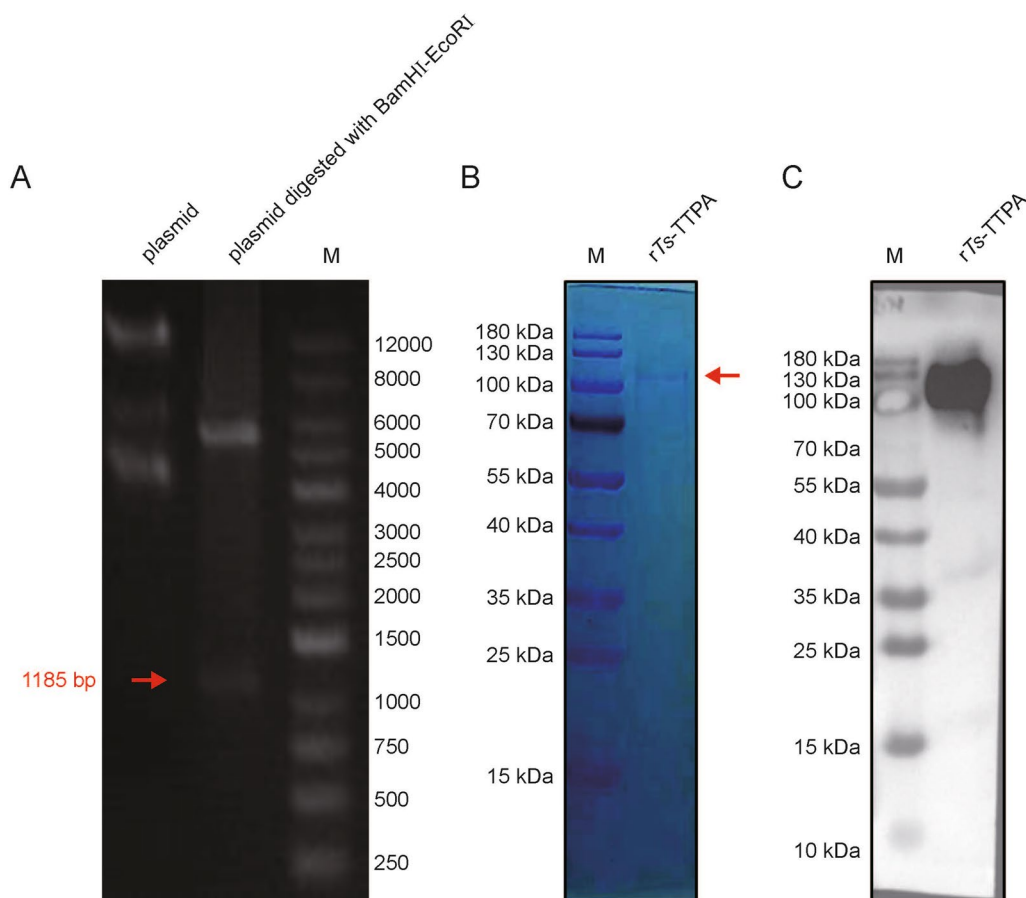 A
plasmid
plasmid digested with BamHI-EcoRI
M
12000
8000
6000
5000
4000
3000
2500
2000
1500
1000
750
500
250
1185 bp
B
M
rTs-TTPA
180 kDa
130 kDa
100 kDa
70 kDa
55 kDa
40 kDa
35 kDa
25 kDa
15 kDa
C
M
rTs-TTPA
180 kDa
130 kDa
100 kDa
70 kDa
55 kDa
40 kDa
35 kDa
25 kDa
15 kDa
10 kDa